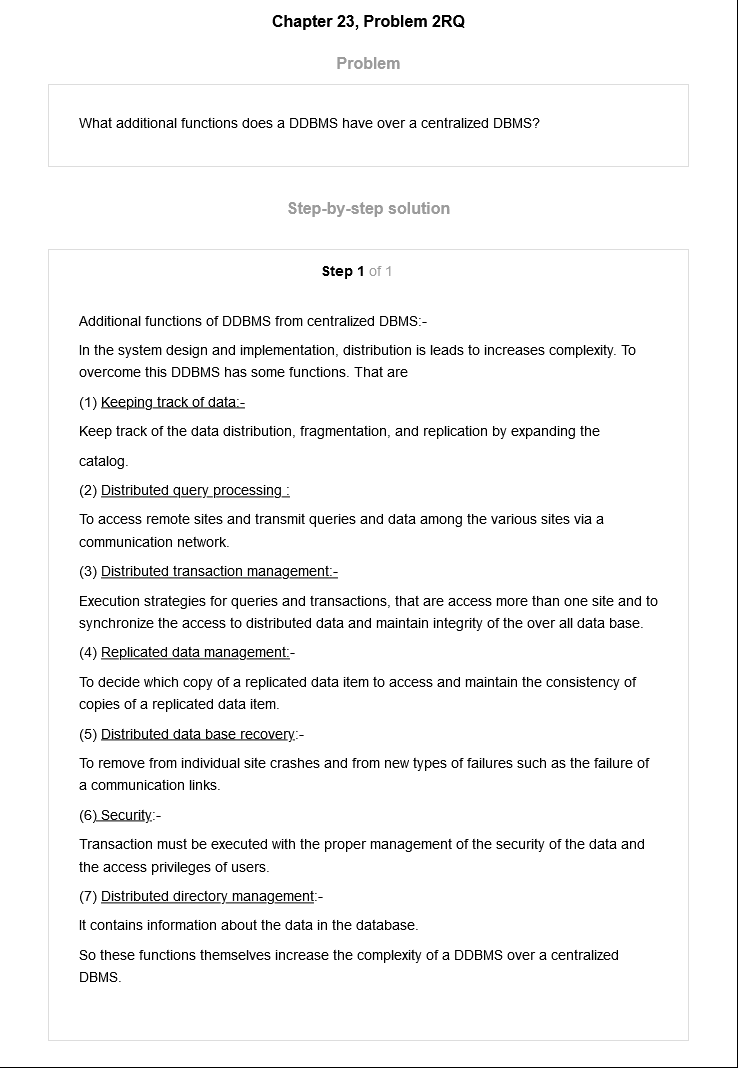 Chapter 23, Problem 2RQ
Problem
What additional functions does a DDBMS have over a centralized DBMS?
Step-by-step solution
Step 1 of 1
Additional functions of DDBMS from centralized DBMS:-
In the system design and implementation, distribution is leads to increases complexity. To
overcome this DDBMS has some functions. That are
(1) Keeping track of data:-
Keep track of the data distribution, fragmentation, and replication by expanding the
catalog.
(2) Distributed query processing :
To access remote sites and transmit queries and data among the various sites via a
communication network.
(3) Distributed transaction management:-
Execution strategies for queries and transactions, that are access more than one site and to
synchronize the access to distributed data and maintain integrity of the over all data base.
(4) Replicated data management:-
To decide which copy of a replicated data item to access and maintain the consistency of
copies of a replicated data item.
(5) Distributed data base recovery:-
To remove from individual site crashes and from new types of failures such as the failure of
a communication links.
(6) Security:-
Transaction must be executed with the proper management of the security of the data and
the access privileges of users.
(7) Distributed directory management:-
It contains information about the data in the database.
So these functions themselves increase the complexity of a DDBMS over a centralized
DBMS.